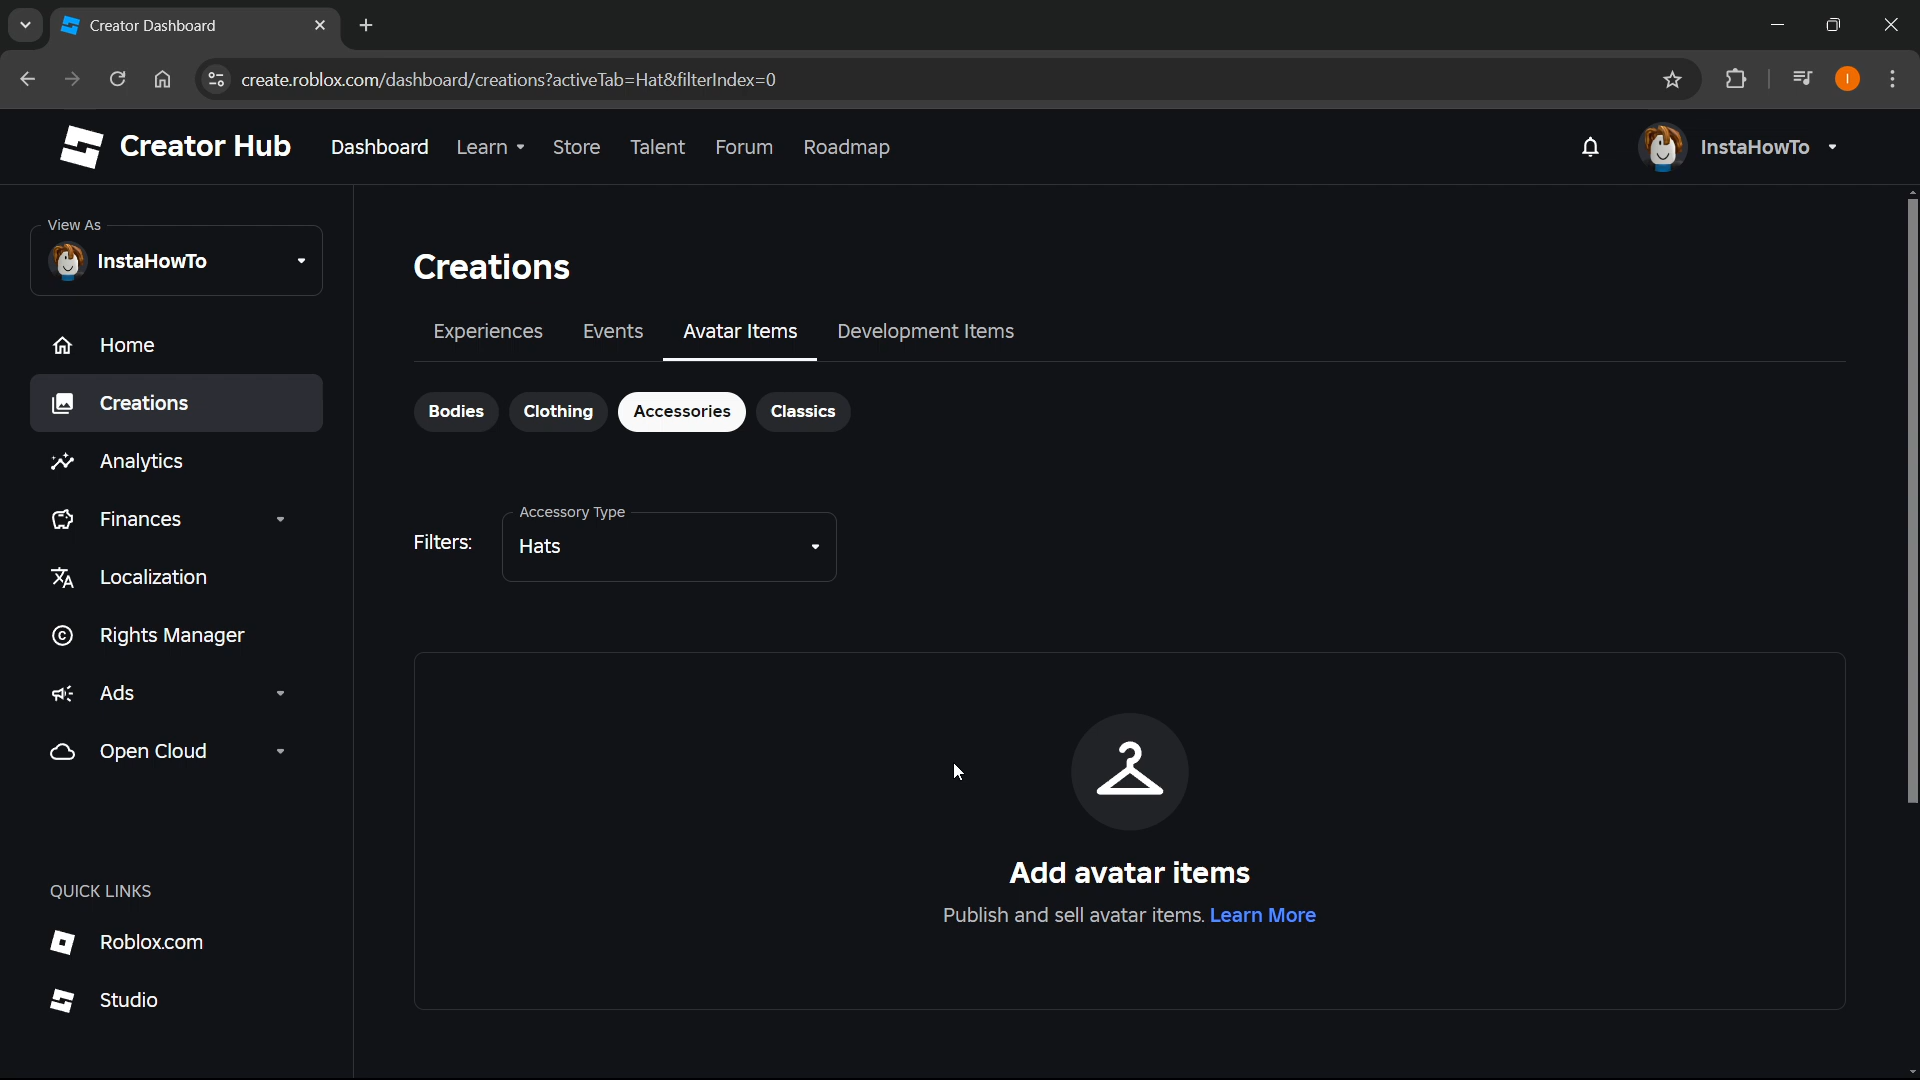 Creator Dashboard
create.roblox.com/dashboard/creations?activeTab=Hat&filterIndex=0
I
Creator Hub
Dashboard
Learn
Store
Talent
Forum
Roadmap
InstaHowTo
View As
InstaHowTo
Home
Creations
Analytics
Finances
Localization
Rights Manager
Ads
Open Cloud
QUICK LINKS
Roblox.com
Studio
Creations
Experiences
Events
Avatar Items
Development Items
Bodies
Clothing
Accessories
Classics
Filters:
Accessory Type
Hats
Add avatar items
Publish and sell avatar items. Learn More